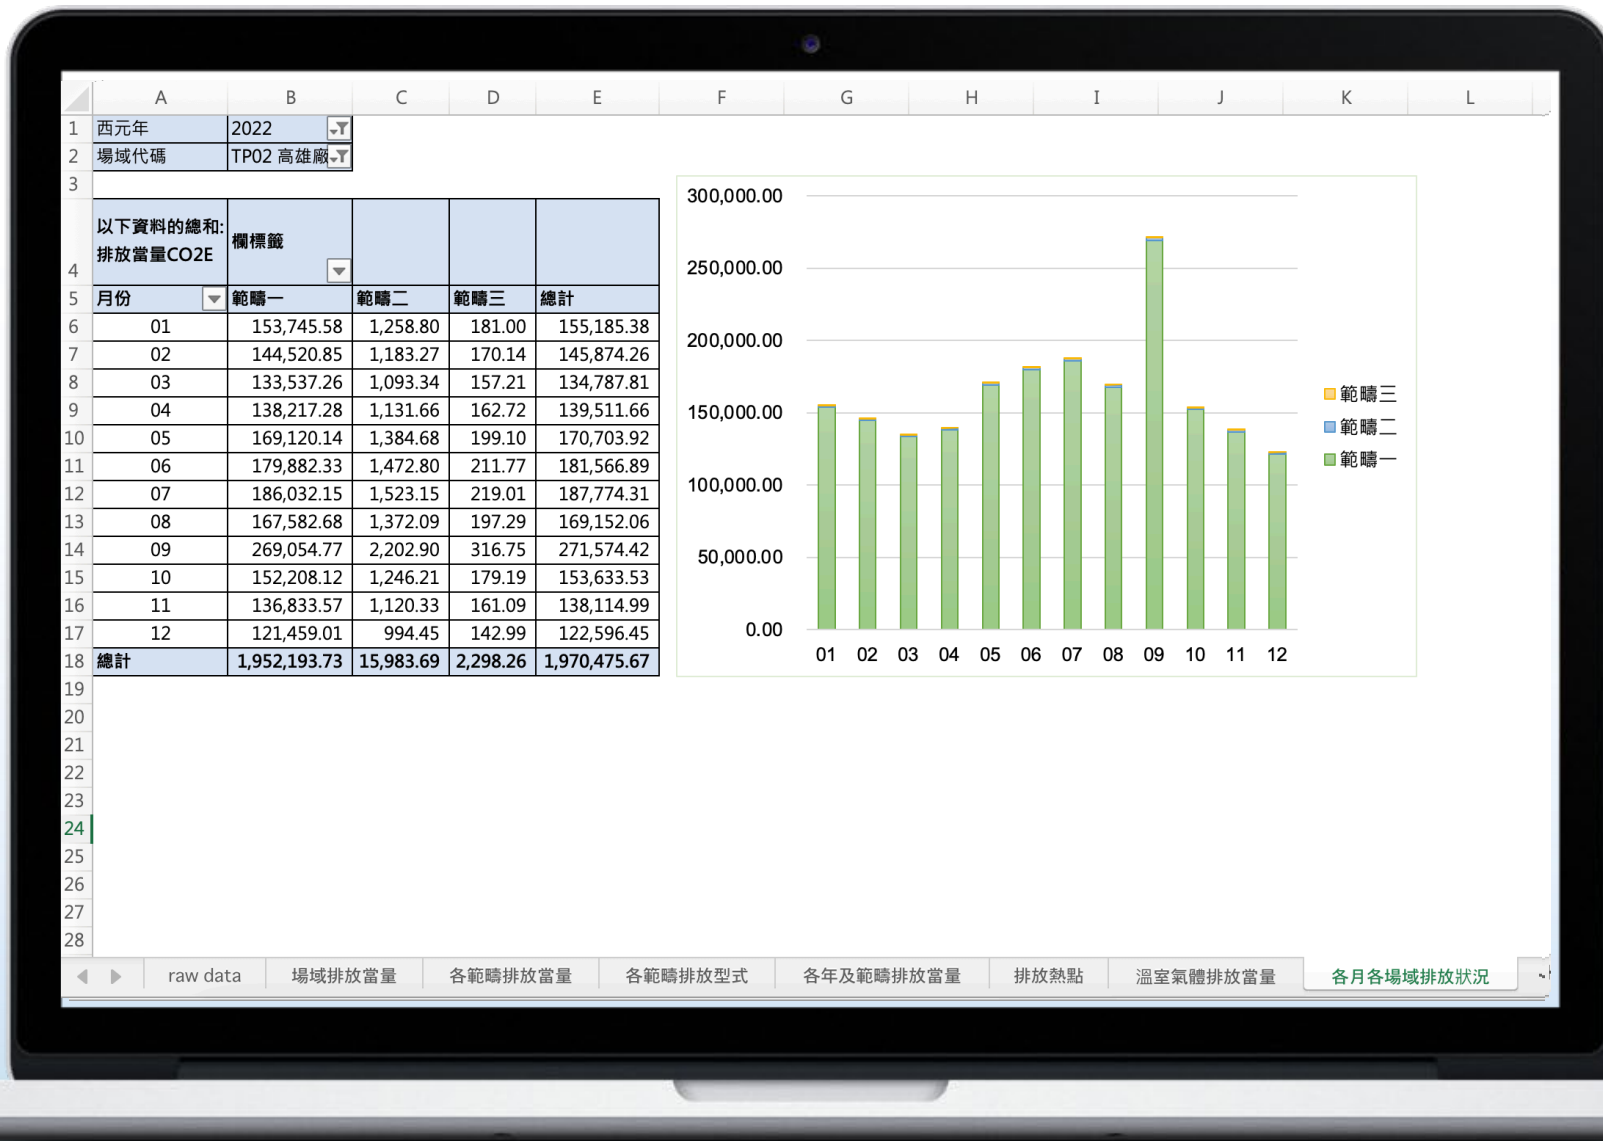 A B C D E F G H I J K L
1 西元年 2022
2 場域代碼 TP02 高雄廠
3
4 以下資料的總和: 排放當量CO2E 欄標籤
5 月份 範疇一 範疇二 範疇三 總計
6 01 153,745.58 1,258.80 181.00 155,185.38
7 02 144,520.85 1,183.27 170.14 145,874.26
8 03 133,537.26 1,093.34 157.21 134,787.81
9 04 138,217.28 1,131.66 162.72 139,511.66
10 05 169,120.14 1,384.68 199.10 170,703.92
11 06 179,882.33 1,472.80 211.77 181,566.89
12 07 186,032.15 1,523.15 219.01 187,774.31
13 08 167,582.68 1,372.09 197.29 169,152.06
14 09 269,054.77 2,202.90 316.75 271,574.42
15 10 152,208.12 1,246.21 179.19 153,633.53
16 11 136,833.57 1,120.33 161.09 138,114.99
17 12 121,459.01 994.45 142.99 122,596.45
18 總計 1,952,193.73 15,983.69 2,298.26 1,970,475.67
19
20
21
22
23
24
25
26
27
28
300,000.00
250,000.00
200,000.00
150,000.00
100,000.00
50,000.00
0.00
01 02 03 04 05 06 07 08 09 10 11 12
範疇三
範疇二
範疇一
raw data 場域排放當量 各範疇排放當量 各範疇排放型式 各年及範疇排放當量 排放熱點 溫室氣體排放當量 各月各場域排放狀況